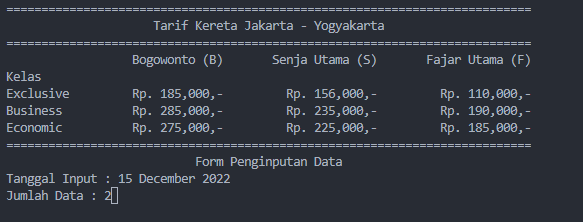 ===========================================================================
Tarif Kereta Jakarta - Yogyakarta
===========================================================================
Bogowonto (B) Senja Utama (S) Fajar Utama (F)
Kelas
Exclusive Rp. 185,000,- Rp. 156,000,- Rp. 110,000,-
Business Rp. 285,000,- Rp. 235,000,- Rp. 190,000,-
Economic Rp. 275,000,- Rp. 225,000,- Rp. 185,000,-
===========================================================================
Form Penginputan Data
Tanggal Input : 15 December 2022
Jumlah Data : 2